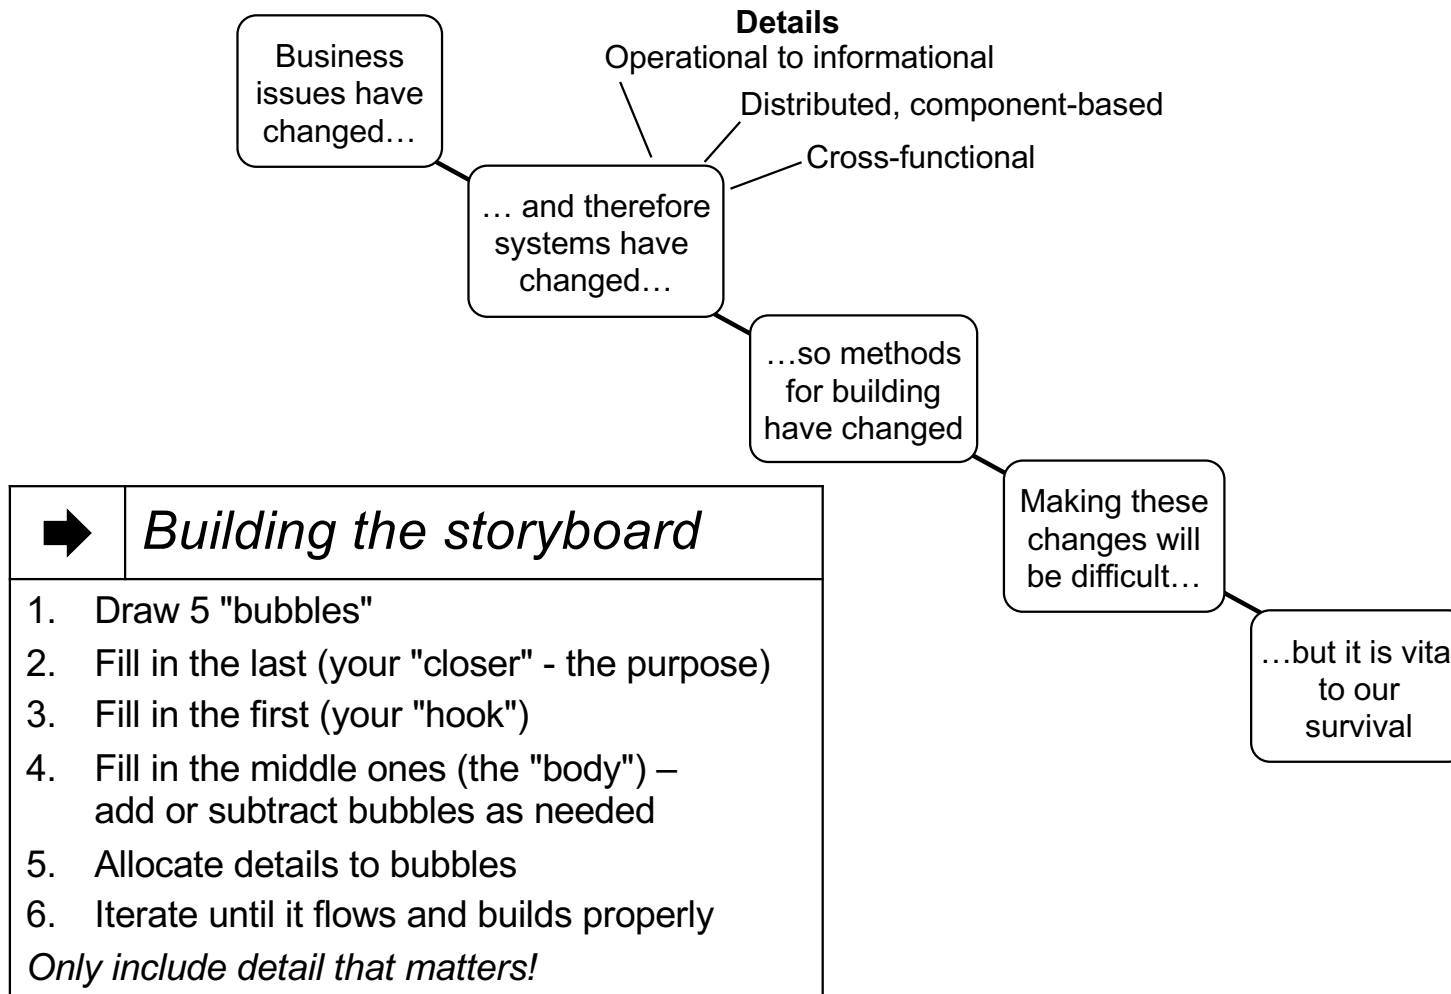 Details
Operational to informational
Distributed, component-based
Cross-functional
Business
issues have
changed…
… and therefore
systems have
changed…
…so methods
for building
have changed
Making these
changes will
be difficult…
…but it is
to our
survival
Building the storyboard
1. Draw 5 "bubbles"
2. Fill in the last (your "closer" - the purpose)
3. Fill in the first (your "hook")
4. Fill in the middle ones (the "body") –
add or subtract bubbles as needed
5. Allocate details to bubbles
6. Iterate until it flows and builds properly
Only include detail that matters!